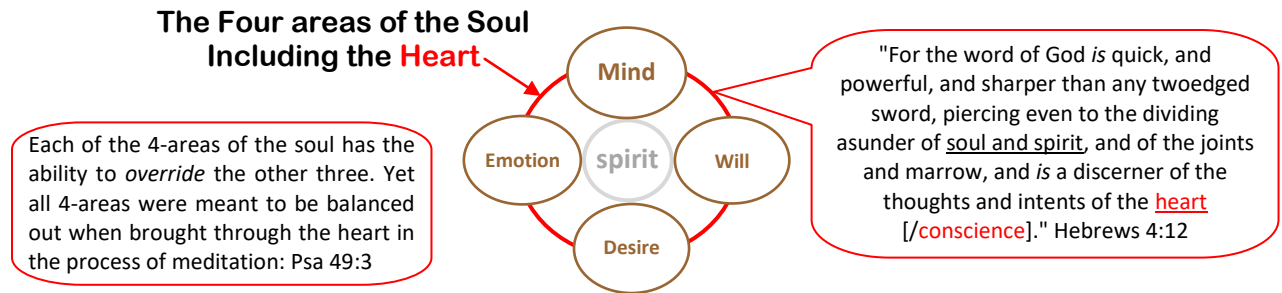 The Four areas of the Soul
Including the Heart
Each of the 4-areas of the soul has the
ability to override the other three. Yet
all 4-areas were meant to be balanced
out when brought through the heart in
the process of meditation: Psa 49:3
Mind
Emotion
spirit
Will
Desire
"For the word of God is quick, and
powerful, and sharper than any twoedged
sword, piercing even to the dividing
asunder of soul and spirit, and of the joints
and marrow, and is a discerner of the
thoughts and intents of the heart
[/conscience]." Hebrews 4:12